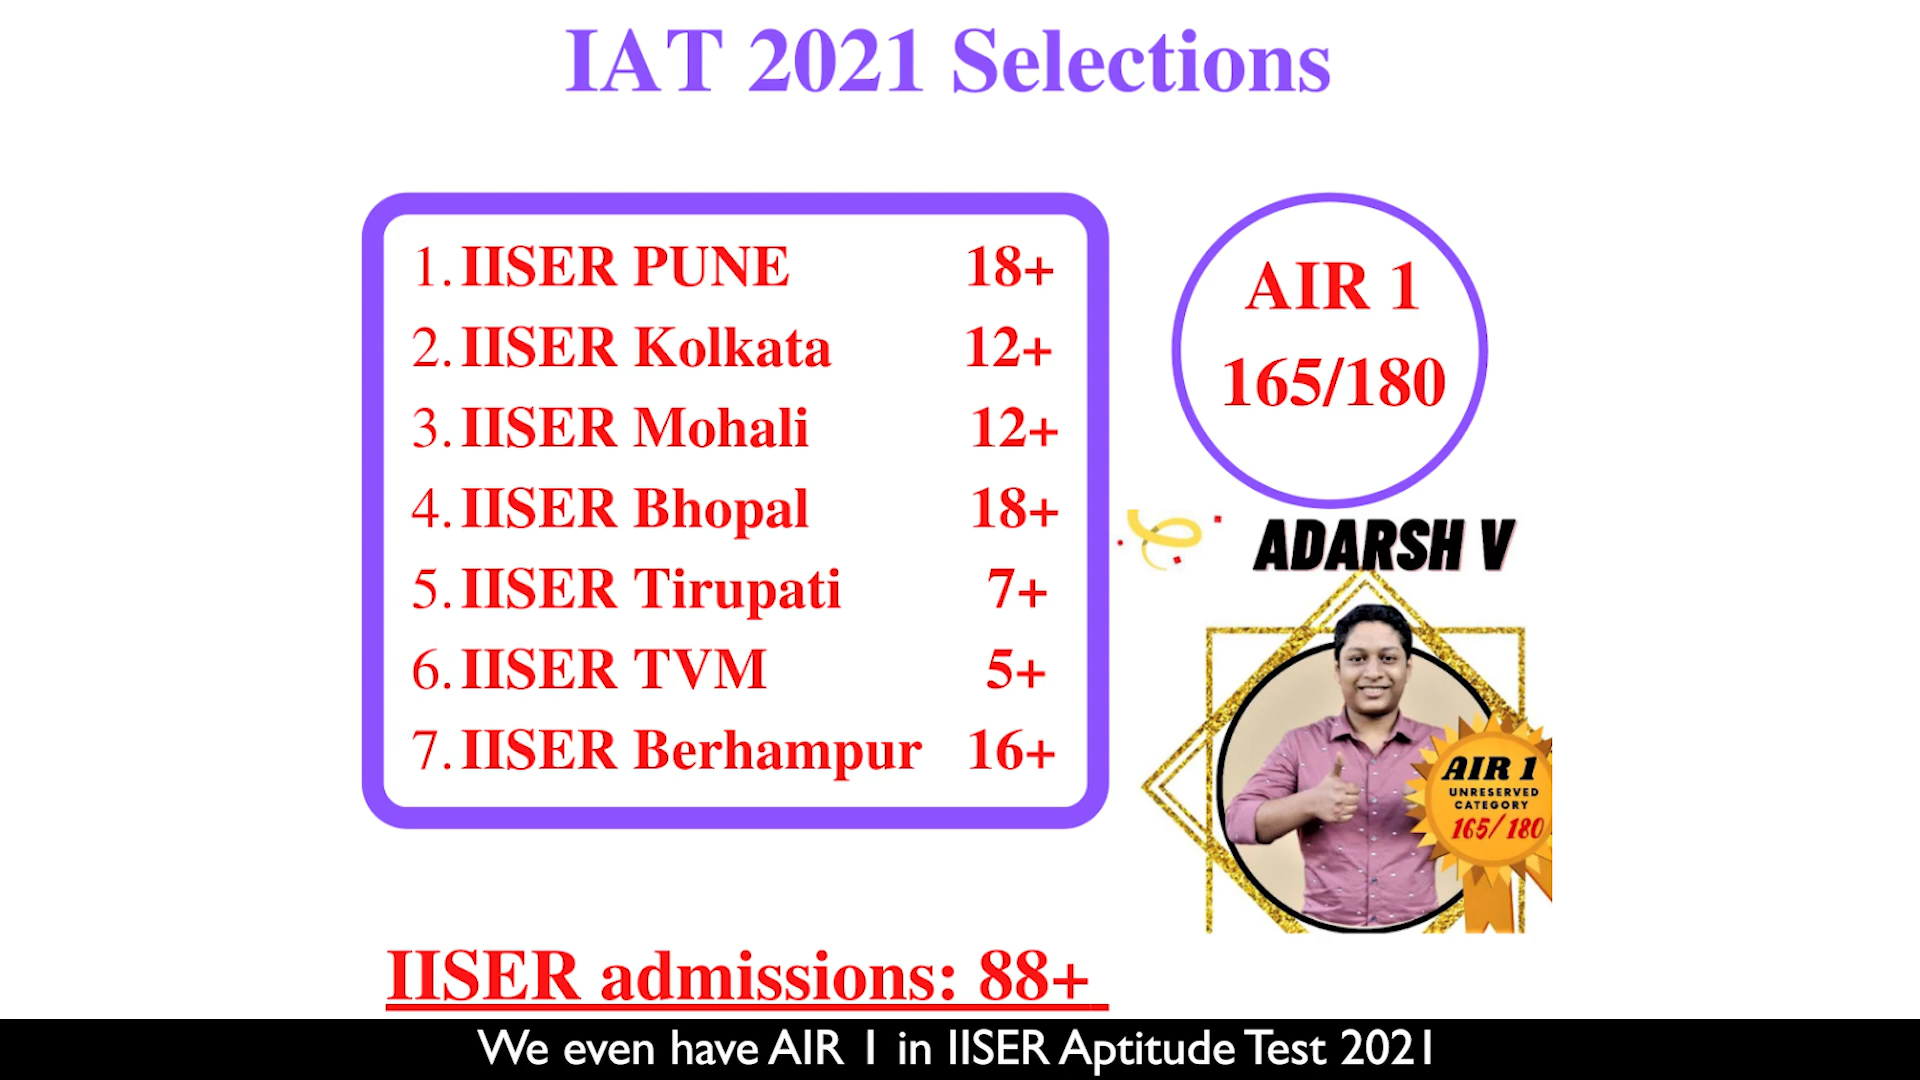 IAT 2021 Selections
1. IISER PUNE 18+
2. IISER Kolkata 12+
3. IISER Mohali 12+
4. IISER Bhopal 18+
5. IISER Tirupati 7+
6. IISER TVM 5+
7. IISER Berhampur 16+
AIR 1
165/180
ADARSH V
AIR 1
UNRESERVED
CATEGORY
165/180
IISER admissions: 88+
We even have AIR 1 in IISER Aptitude Test 2021